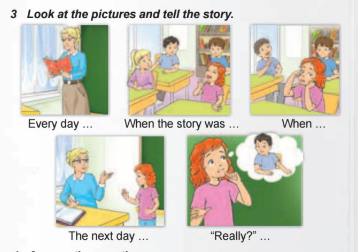 3 Look at the pictures and tell the story.
Every day ... When the story was ... When ...
The next day ... "Really?" ...